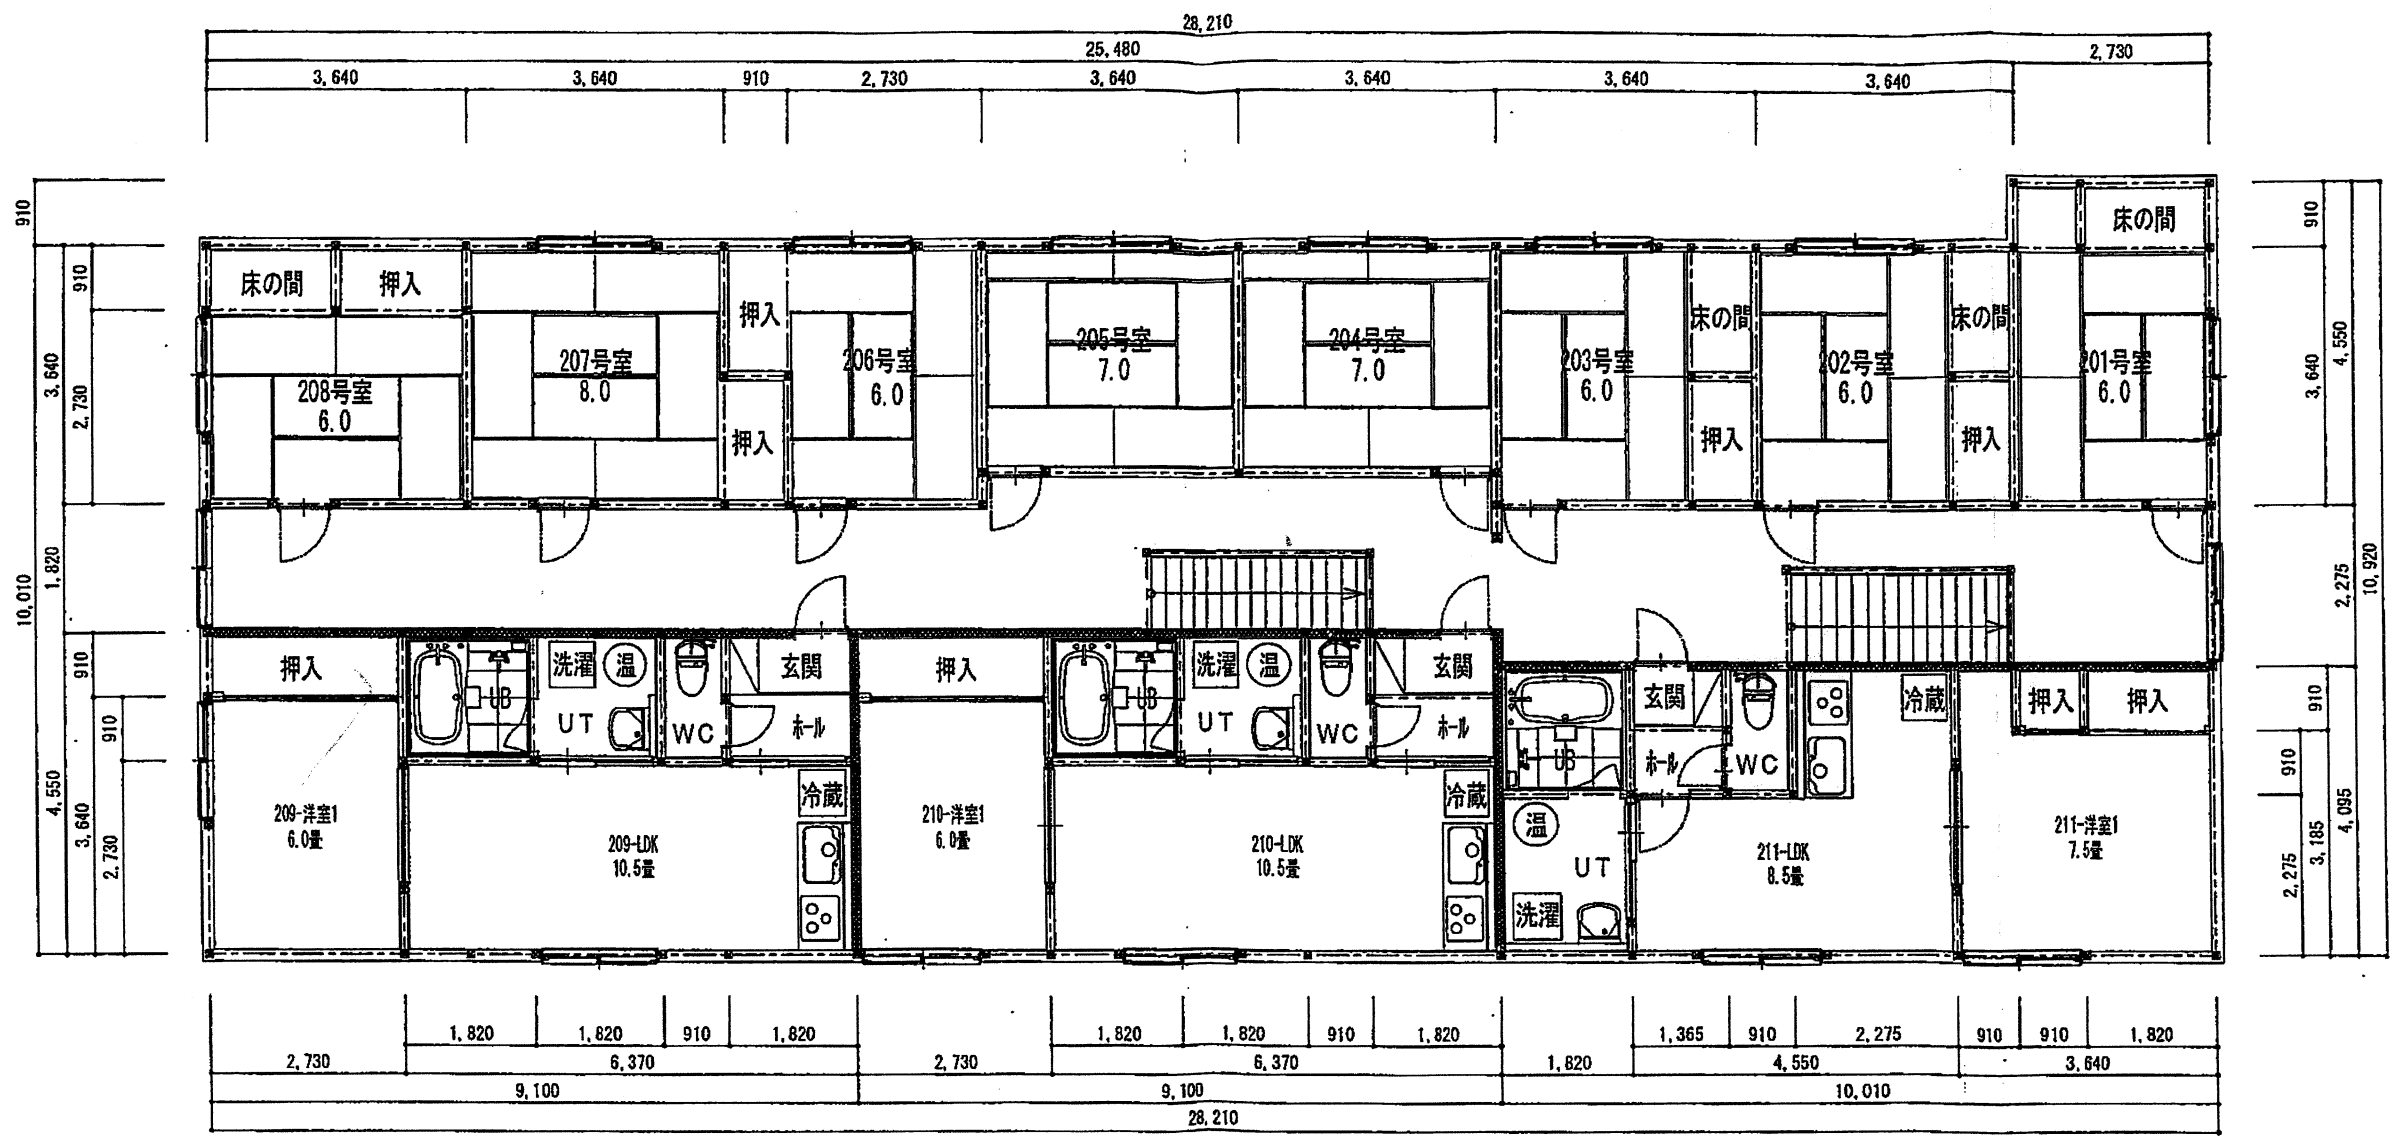 28,210
25,480
2,730
3,640
3,640
910
2,730
3,640
3,640
3,640
3,640
910
10,010
3,640
1,820
4,550
910
2,730
910
3,640
910
2,730
床の間
押入
208号室
6.0
207号室
8.0
押入
押入
206号室
6.0
205号室
7.0
204号室
7.0
203号室
6.0
床の間
押入
202号室
6.0
床の間
押入
床の間
201号室
6.0
910
3,640
4,550
2,275
10,920
910
910
2,275
3,185
4,095
押入
UB
洗濯
温
UT
WC
玄関
ホール
209-洋室1
6.0畳
209-LDK
10.5畳
冷蔵
押入
UB
洗濯
温
UT
WC
玄関
ホール
210-洋室1
6.0畳
210-LDK
10.5畳
冷蔵
UB
玄関
ホール
WC
冷蔵
押入
押入
温
UT
洗濯
211-LDK
8.5畳
211-洋室1
7.5畳
1,820
1,820
910
1,820
1,820
1,820
910
1,820
1,365
910
2,275
910
910
1,820
2,730
6,370
2,730
6,370
1,820
4,550
3,640
9,100
9,100
10,010
28,210